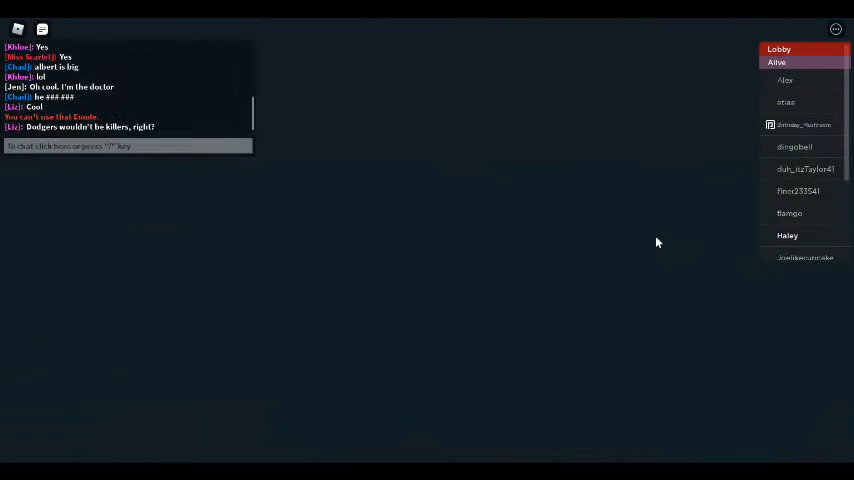 [Khloe]: Yes
[Miss Scarlet]: Yes
[Chad]: albert is big
[Khloe]: lol
[Jen]: Oh cool. I'm the doctor
[Chad]: he ### ###
[Liz]: Cool
You can't use that Emote.
[Liz]: Dodgers wouldn't be killers, right?
To chat click here or press "/" key
Lobby
Alive
Alex
atlas
Birthday_Mushroom
dingobell
duh_itzTaylor41
flamgo
Haley
Joelikecupcake